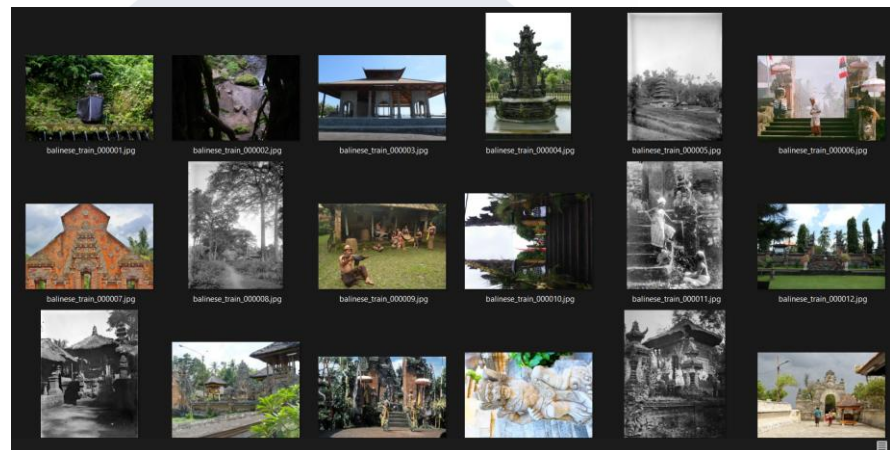 balinese_train_000001.jpg
balinese_train_000002.jpg
balinese_train_000003.jpg
balinese_train_000004.jpg
balinese_train_000005.jpg
balinese_train_000006.jpg
balinese_train_000007.jpg
balinese_train_000008.jpg
balinese_train_000009.jpg
balinese_train_000010.jpg
balinese_train_000011.jpg
balinese_train_000012.jpg